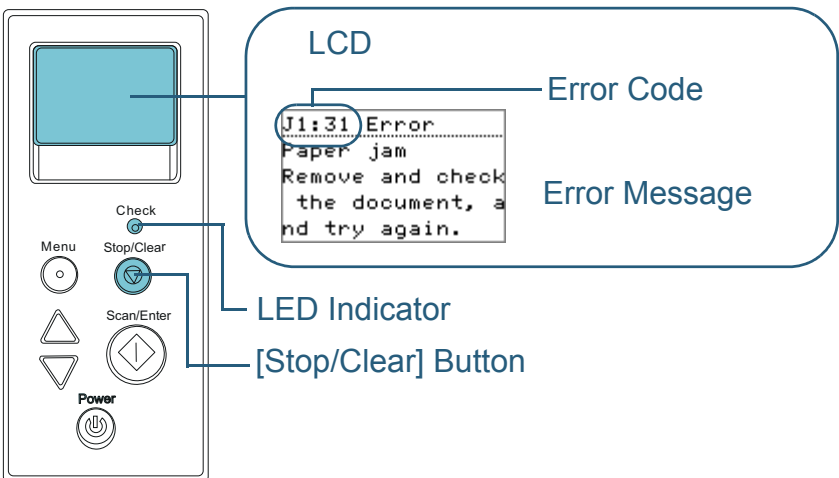 LCD
Error Code
J1:31 Error
Paper jam
Remove and check
the document, a
nd try again.
Error Message
Check
Menu
Stop/Clear
LED Indicator
Scan/Enter
[Stop/Clear] Button
Power